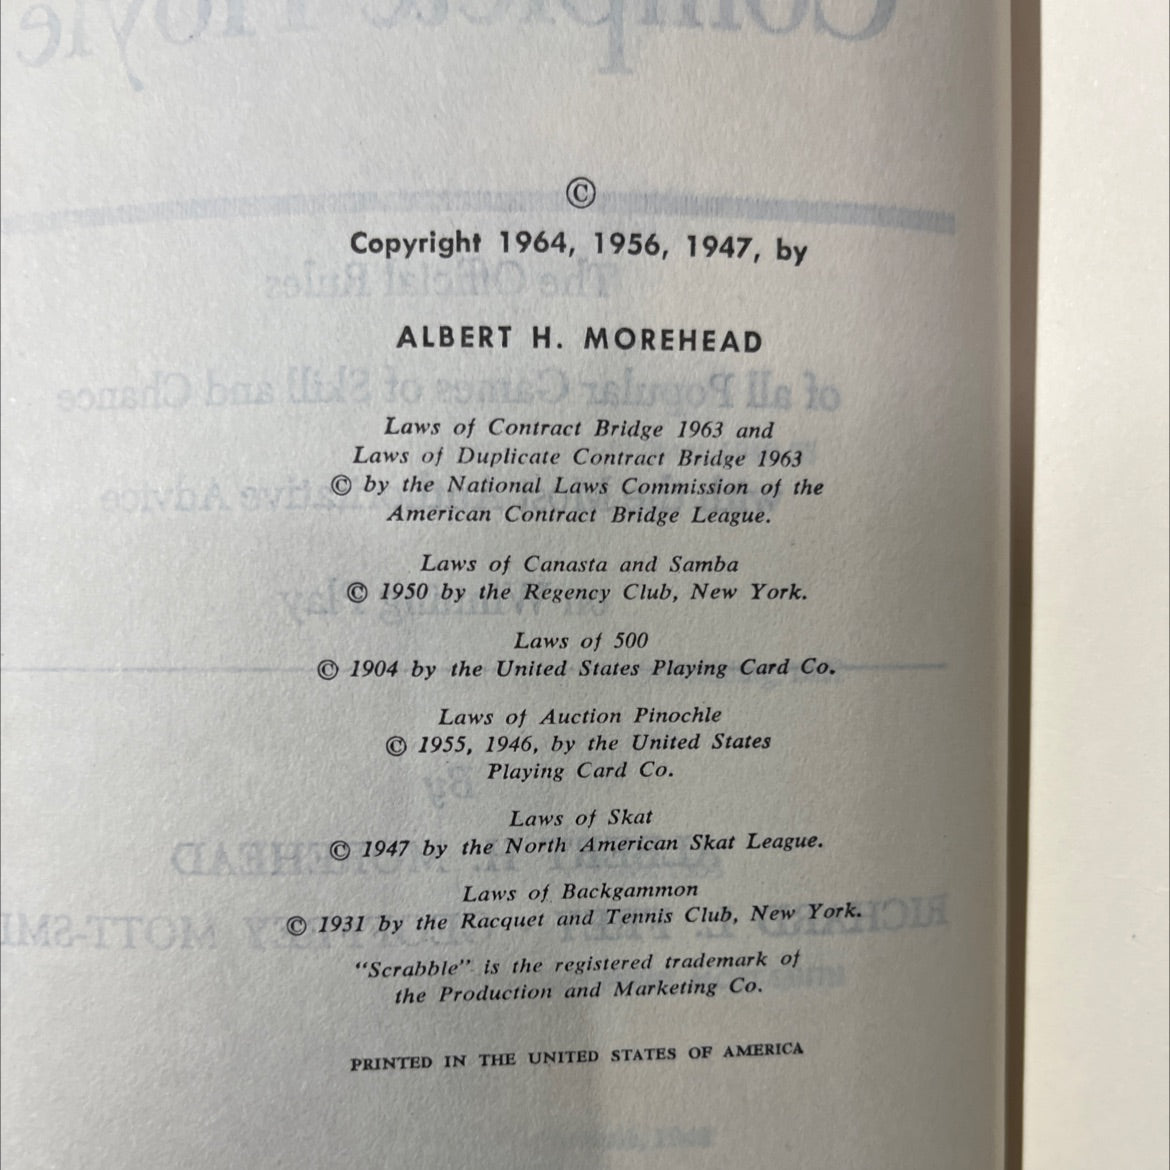 ©
Copyright 1964, 1956, 1947, by
ALBERT H. MOREHEAD
Laws of Contract Bridge 1963 and
Laws of Duplicate Contract Bridge 1963
© by the National Laws Commission of the
American Contract Bridge League.
Laws of Canasta and Samba
© 1950 by the Regency Club, New York.
Laws of 500
© 1904 by the United States Playing Card Co.
Laws of Auction Pinochle
© 1955, 1946, by the United States
Playing Card Co.
Laws of Skat
© 1947 by the North American Skat League.
Laws of Backgammon
© 1931 by the Racquet and Tennis Club, New York.
“Scrabble” is the registered trademark of
the Production and Marketing Co.
PRINTED IN THE UNITED STATES OF AMERICA